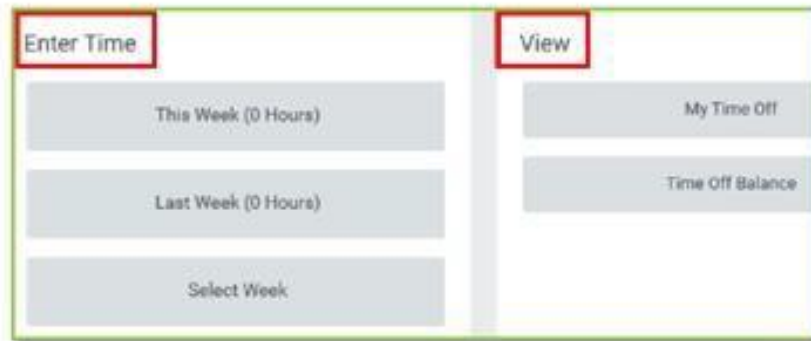 Enter Time
This Week (0 Hours)
Last Week (0 Hours)
Select Week
View
My Time Off
Time Off Balance